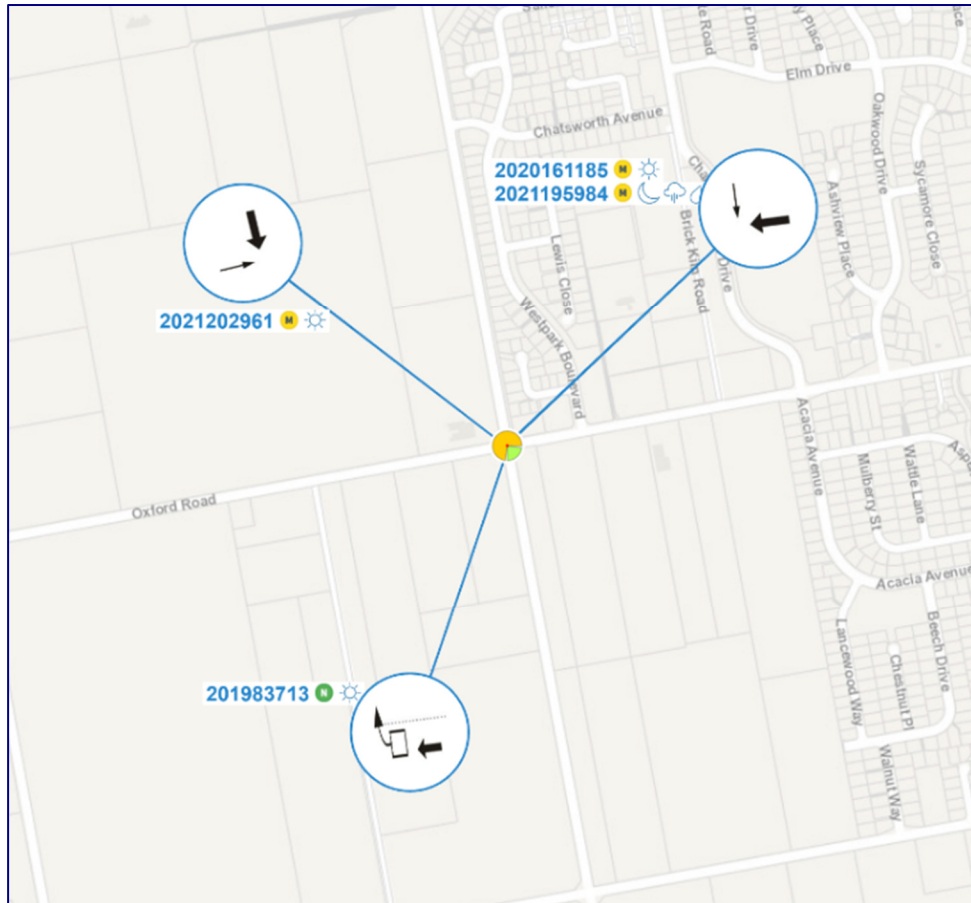 Elm Drive
Chatsworth Avenue
Oakwood Drive
2020161185 M
2021195984 M
Sycamore Close
Ashview Place
Brick Kiln Road
Drive
Lewis Close
2021202961 M
Westpark Boulevard
Acacia Avenue
Oxford Road
Mulberry St
Wattle Lane
Acacia Avenue
Lancewood Way
Beech Drive
Chestnut Pl
201983713 N
Walnut Way